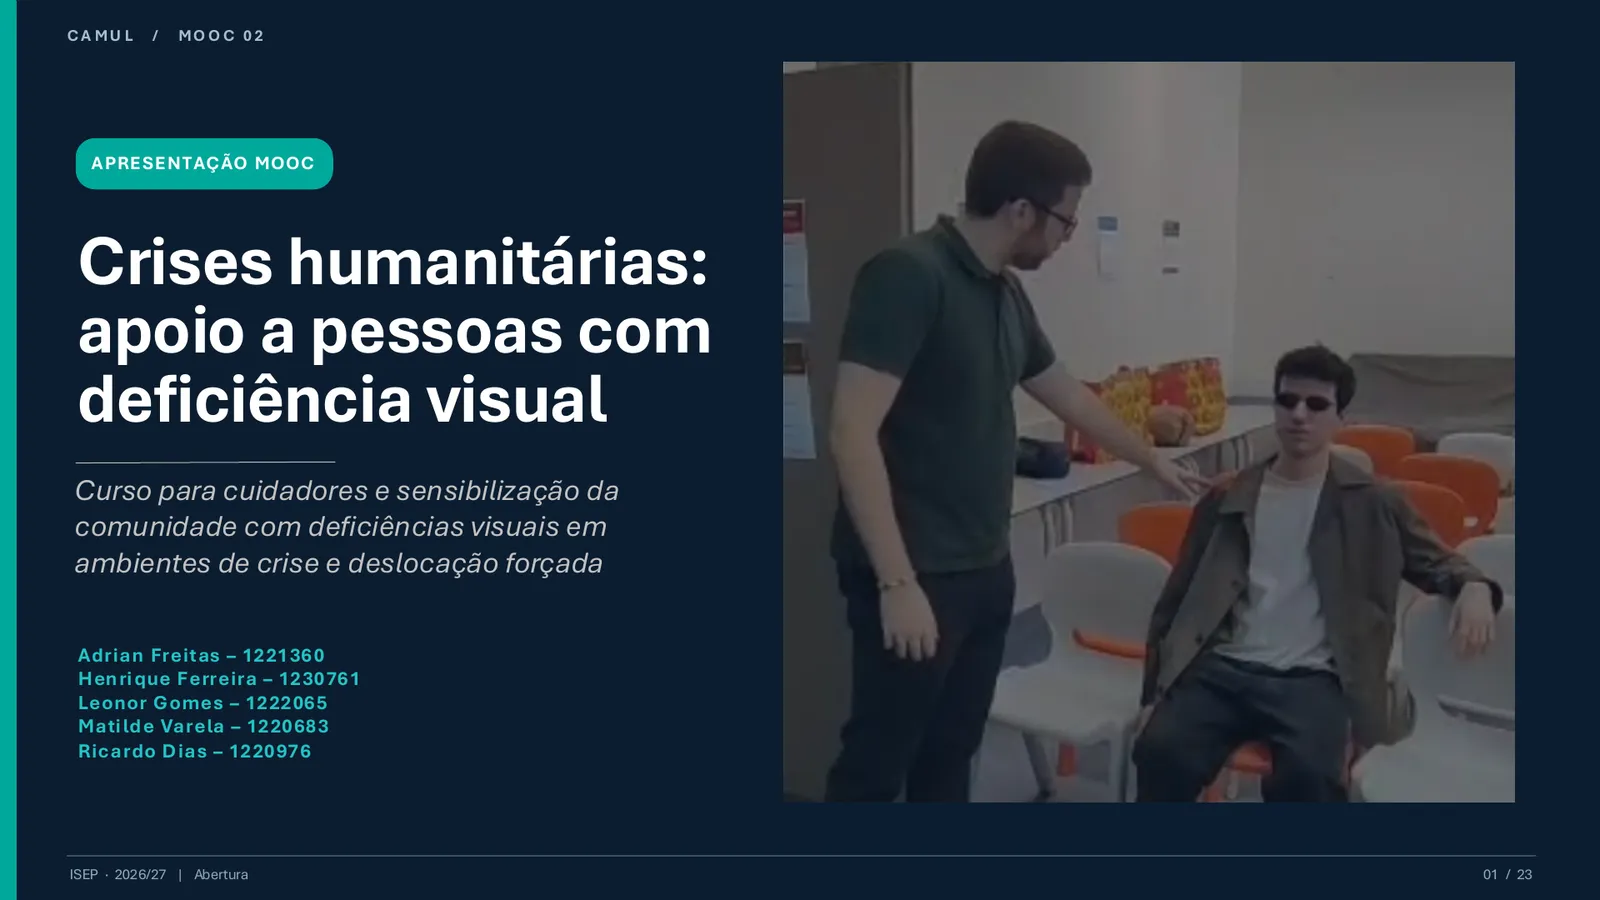 CAMUL / MOOC 02
APRESENTAÇÃO MOOC
Crises humanitárias:
apoio a pessoas com
deficiência visual
Curso para cuidadores e sensibilização da
comunidade com deficiências visuais em
ambientes de crise e deslocação forçada
Adrian Freitas – 1221360
Henrique Ferreira – 1230761
Leonor Gomes – 1222065
Matilde Varela – 1220683
Ricardo Dias – 1220976
ISEP · 2026/27 | Abertura
01 / 23